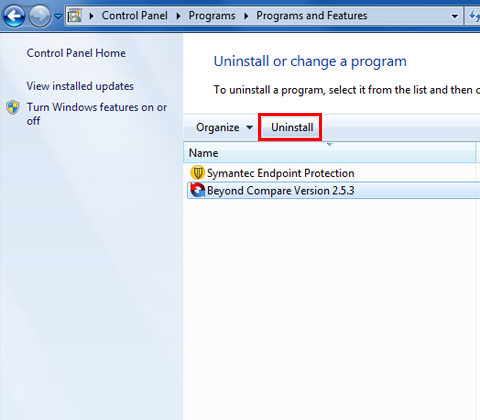 Control Panel Programs Programs and Features
Control Panel Home
Uninstall or change a program
View installed updates
To uninstall a program, select it from the list and then c
Turn Windows features on or
off
Organize Uninstall
Name
Symantec Endpoint Protection
Beyond Compare Version 2.5.3